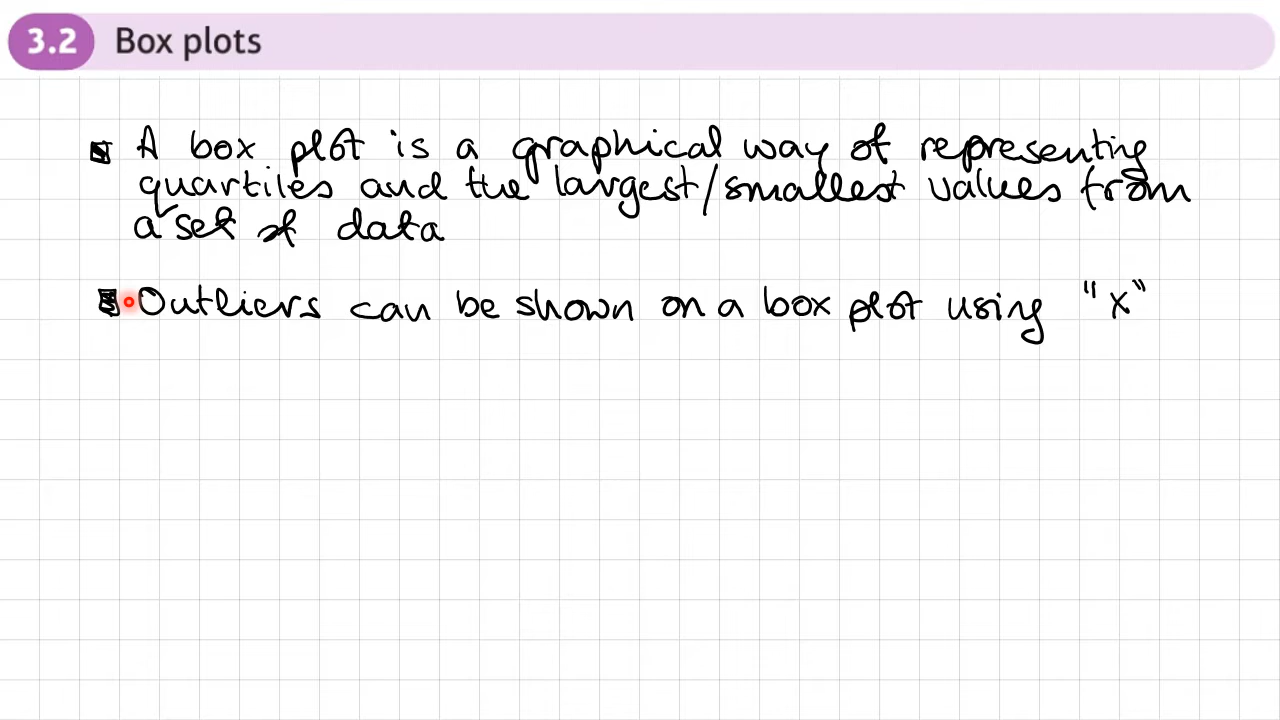 3.2 Box plots
A box plot is a graphical way of representing
quartiles and the largest/smallest values from
a set of data
Outliers can be shown on a box plot using "x"